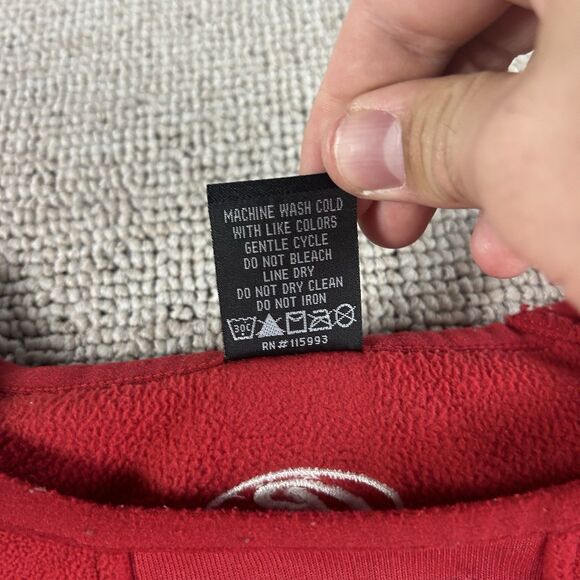 MACHINE WASH COLD
WITH LIKE COLORS
GENTLE CYCLE
DO NOT BLEACH
LINE DRY
DO NOT DRY CLEAN
DO NOT IRON
30C
RN#115993